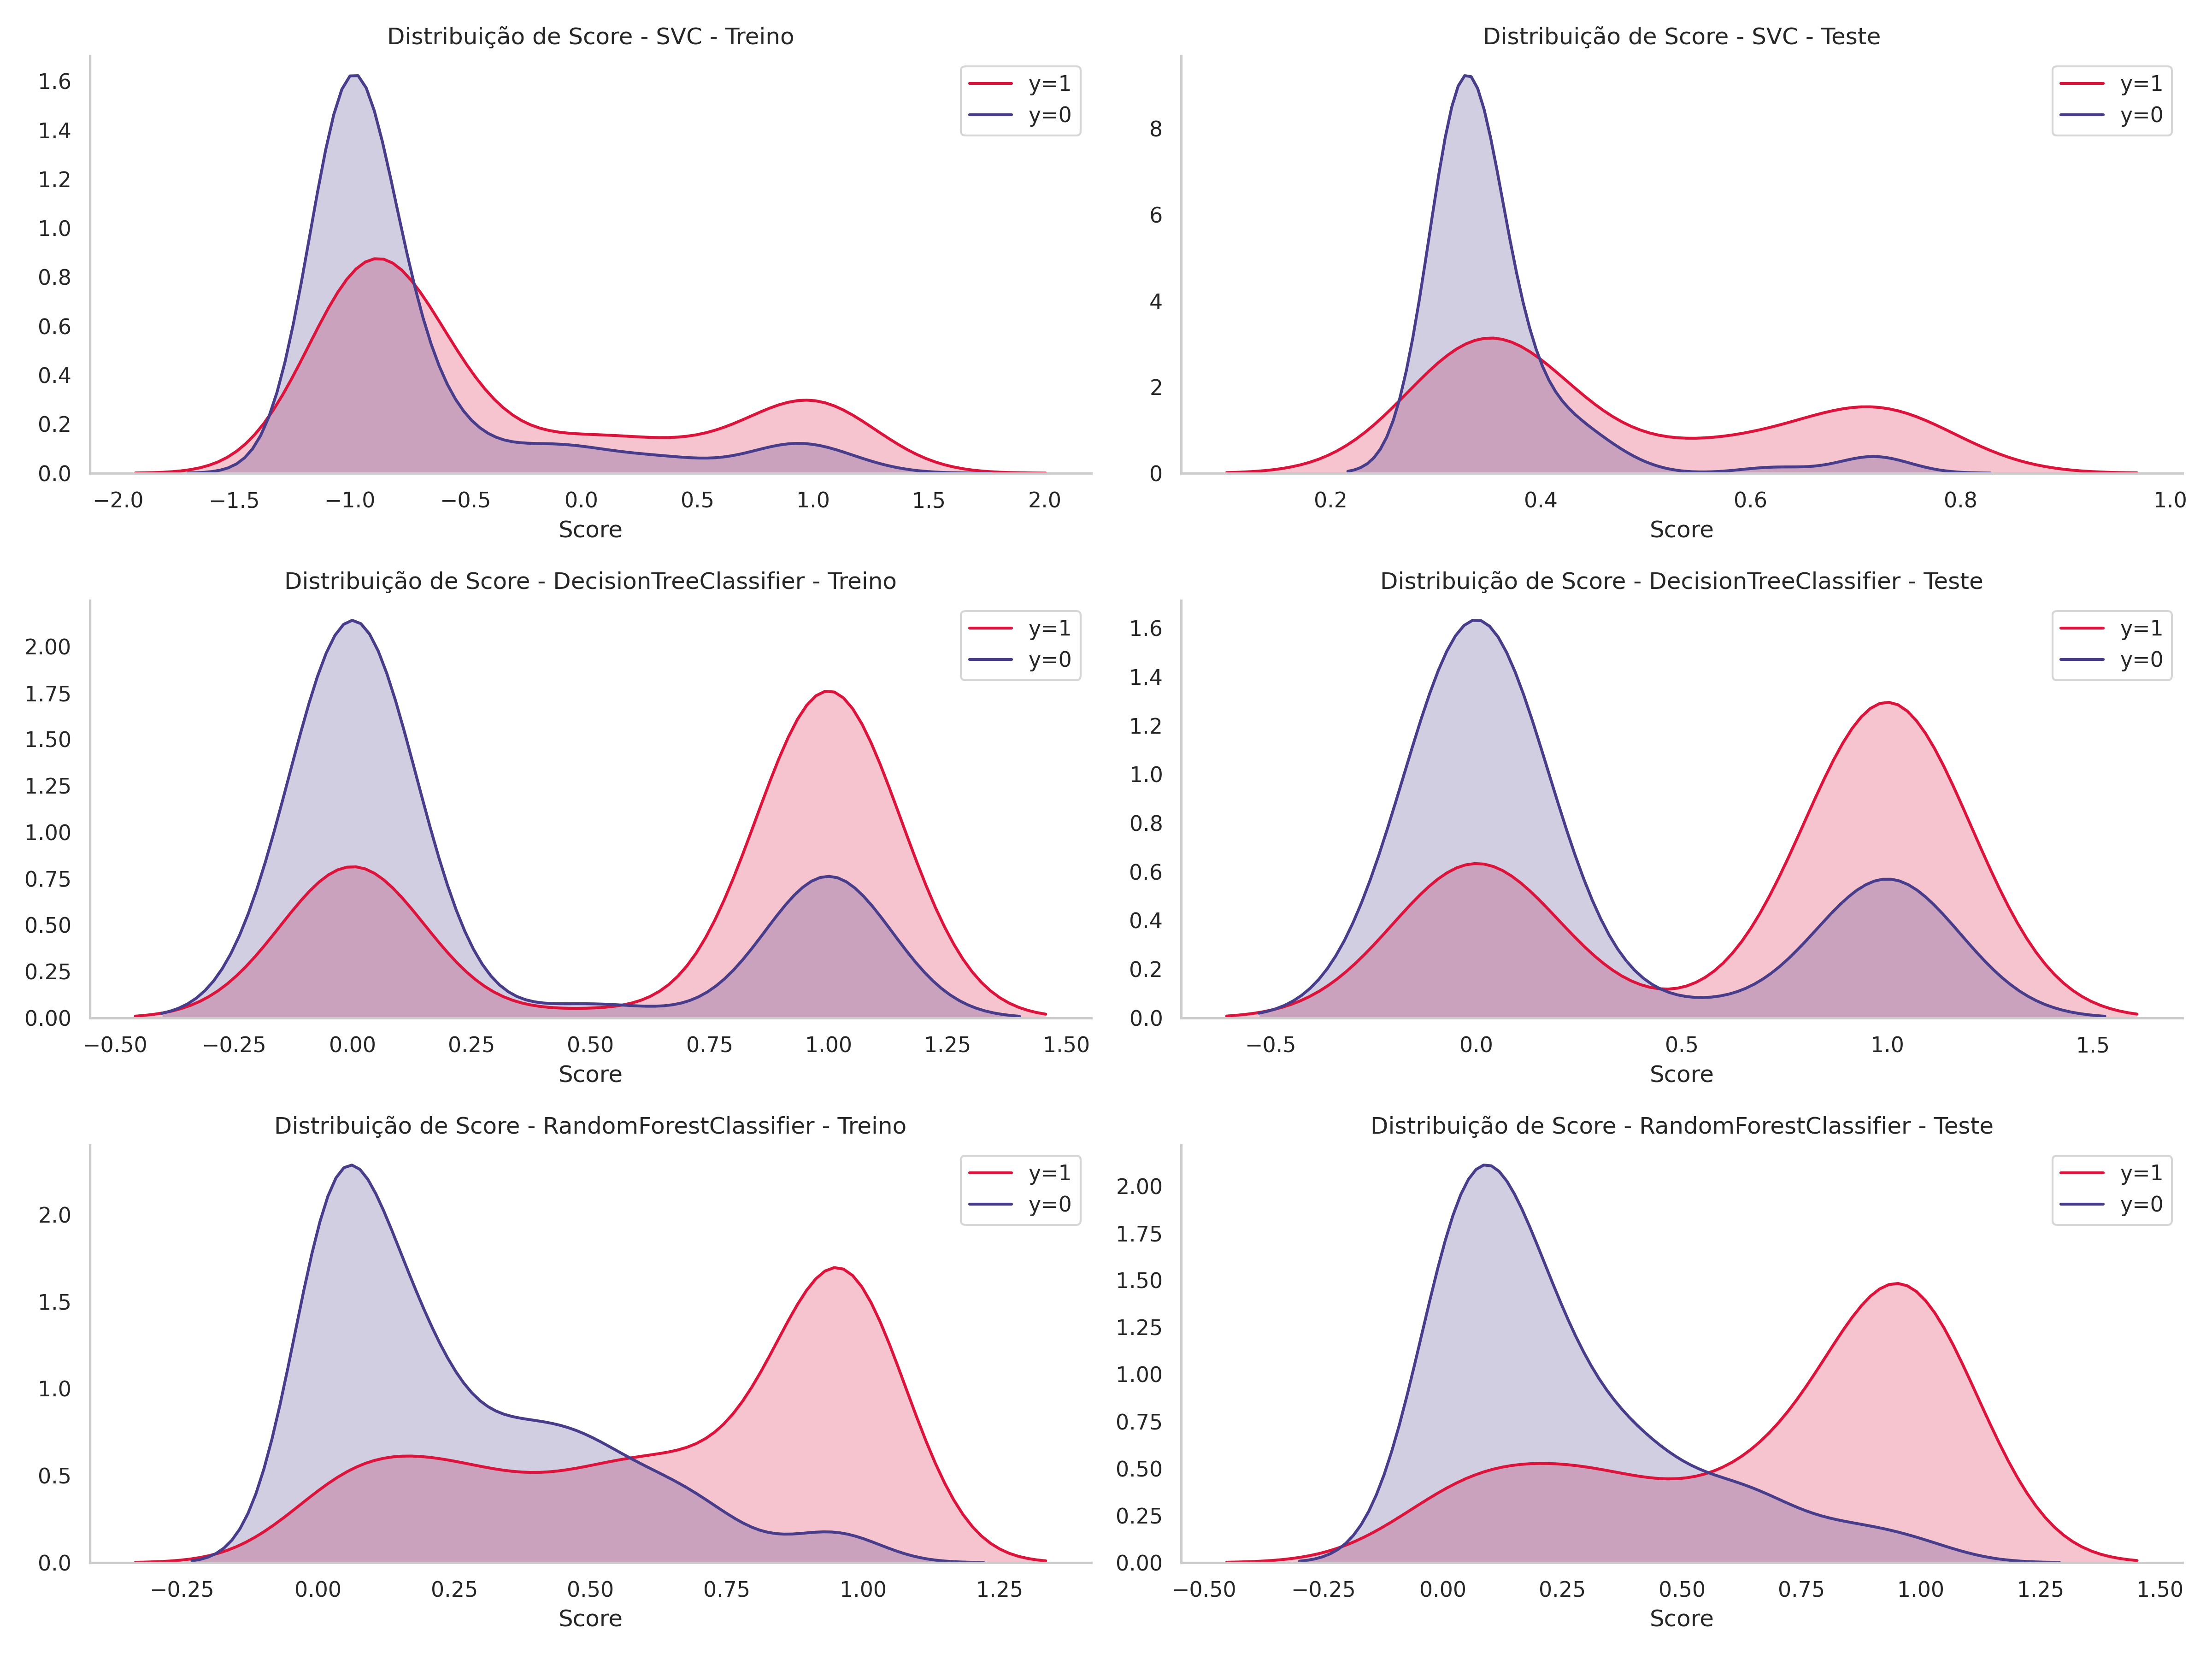 Distribuição de Score - SVC - Treino
1.6
1.4
1.2
1.0
0.8
0.6
0.4
0.2
0.0
y=1
y=0
−2.0 −1.5 −1.0 −0.5 0.0 0.5 1.0 1.5 2.0
Score
Distribuição de Score - SVC - Teste
8
6
4
2
0
y=1
y=0
0.2 0.4 0.6 0.8 1.0
Score
Distribuição de Score - DecisionTreeClassifier - Treino
2.00
1.75
1.50
1.25
1.00
0.75
0.50
0.25
0.00
y=1
y=0
−0.50 −0.25 0.00 0.25 0.50 0.75 1.00 1.25 1.50
Score
Distribuição de Score - DecisionTreeClassifier - Teste
1.6
1.4
1.2
1.0
0.8
0.6
0.4
0.2
0.0
y=1
y=0
−0.5 0.0 0.5 1.0 1.5
Score
Distribuição de Score - RandomForestClassifier - Treino
2.0
1.5
1.0
0.5
0.0
y=1
y=0
−0.25 0.00 0.25 0.50 0.75 1.00 1.25
Score
Distribuição de Score - RandomForestClassifier - Teste
2.00
1.75
1.50
1.25
1.00
0.75
0.50
0.25
0.00
y=1
y=0
−0.50 −0.25 0.00 0.25 0.50 0.75 1.00 1.25 1.50
Score